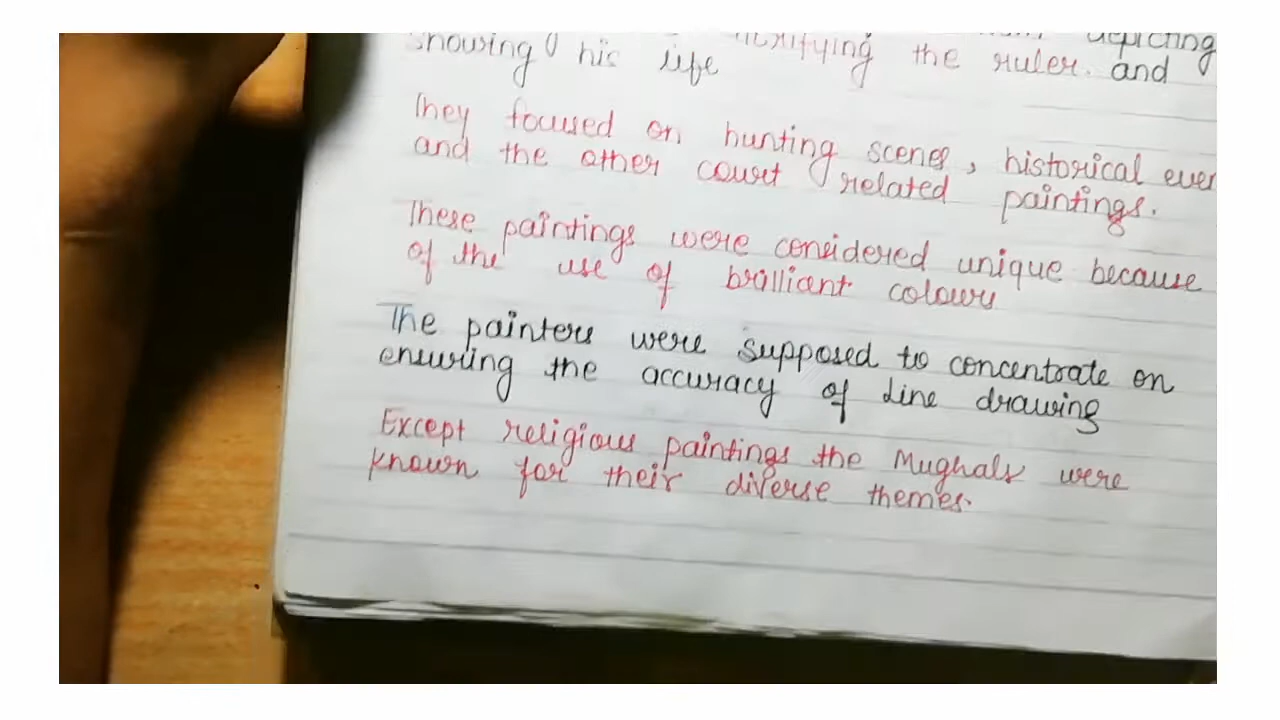 depicting
showing his life the ruler. and
They focused on hunting scenes, historical
and the other court related paintings.
These paintings were considered unique because
of the use of brilliant colours
The painters were supposed to concentrate on
ensuring the accuracy of line drawing
Except religious paintings the Mughals were
known for their diverse themes.